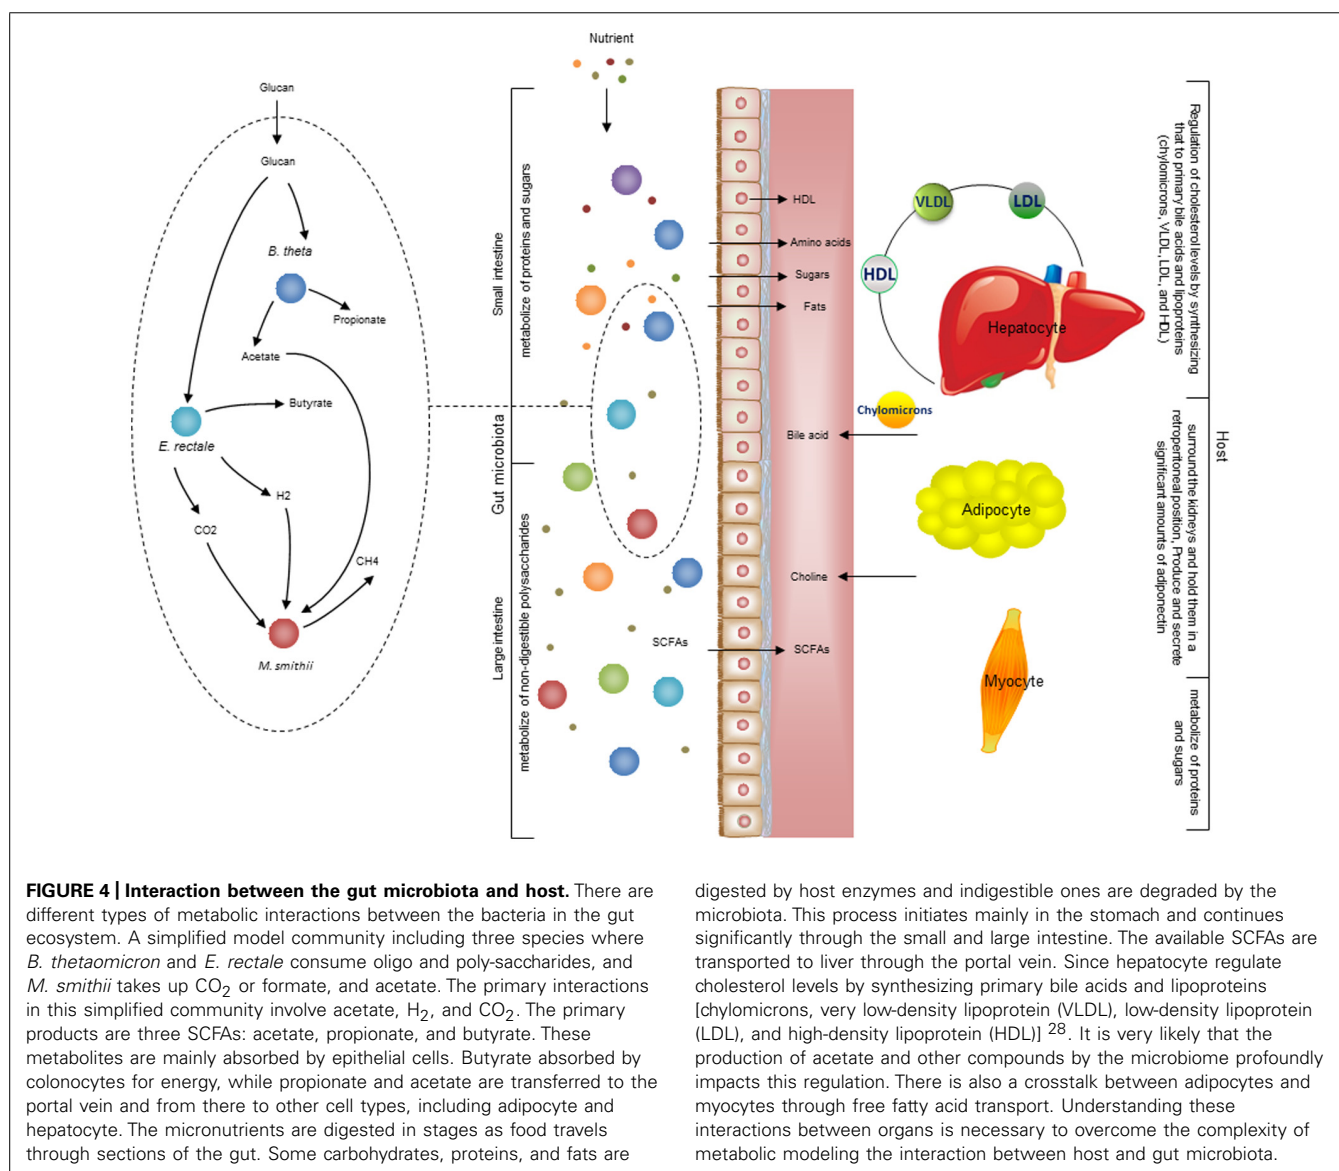 Nutrient
Glucan
Glucan
B. theta
Propionate
Acetate
Butyrate
E. rectale
H2
CO2
CH4
M. smithii
Small intestine
metabolize of proteins and sugars
Gut microbiota
Large intestine
metabolize of non-digestible polysaccharides
SCFAs
HDL
Amino acids
Sugars
Fats
Bile acid
Choline
SCFAs
VLDL
LDL
HDL
Hepatocyte
Chylomicrons
Adipocyte
Myocyte
Regulation of cholesterol levels by synthesizing
that to primary bile acids and lipoproteins
(chylomicrons, VLDL, LDL, and HDL)
Host
surround the kidneys and hold them in a
retroperitoneal position, Produce and secrete
significant amounts of adiponectin
metabolize of proteins
and sugars
FIGURE 4 | Interaction between the gut microbiota and host. There are
different types of metabolic interactions between the bacteria in the gut
ecosystem. A simplified model community including three species where
B. thetaomicron and E. rectale consume oligo and poly-saccharides, and
M. smithii takes up CO2 or formate, and acetate. The primary interactions
in this simplified community involve acetate, H2, and CO2. The primary
products are three SCFAs: acetate, propionate, and butyrate. These
metabolites are mainly absorbed by epithelial cells. Butyrate absorbed by
colonocytes for energy, while propionate and acetate are transferred to the
portal vein and from there to other cell types, including adipocyte and
hepatocyte. The micronutrients are digested in stages as food travels
through sections of the gut. Some carbohydrates, proteins, and fats are
digested by host enzymes and indigestible ones are degraded by the
microbiota. This process initiates mainly in the stomach and continues
significantly through the small and large intestine. The available SCFAs are
transported to liver through the portal vein. Since hepatocyte regulate
cholesterol levels by synthesizing primary bile acids and lipoproteins
[chylomicrons, very low-density lipoprotein (VLDL), low-density lipoprotein
(LDL), and high-density lipoprotein (HDL)] 28. It is very likely that the
production of acetate and other compounds by the microbiome profoundly
impacts this regulation. There is also a crosstalk between adipocytes and
myocytes through free fatty acid transport. Understanding these
interactions between organs is necessary to overcome the complexity of
metabolic modeling the interaction between host and gut microbiota.